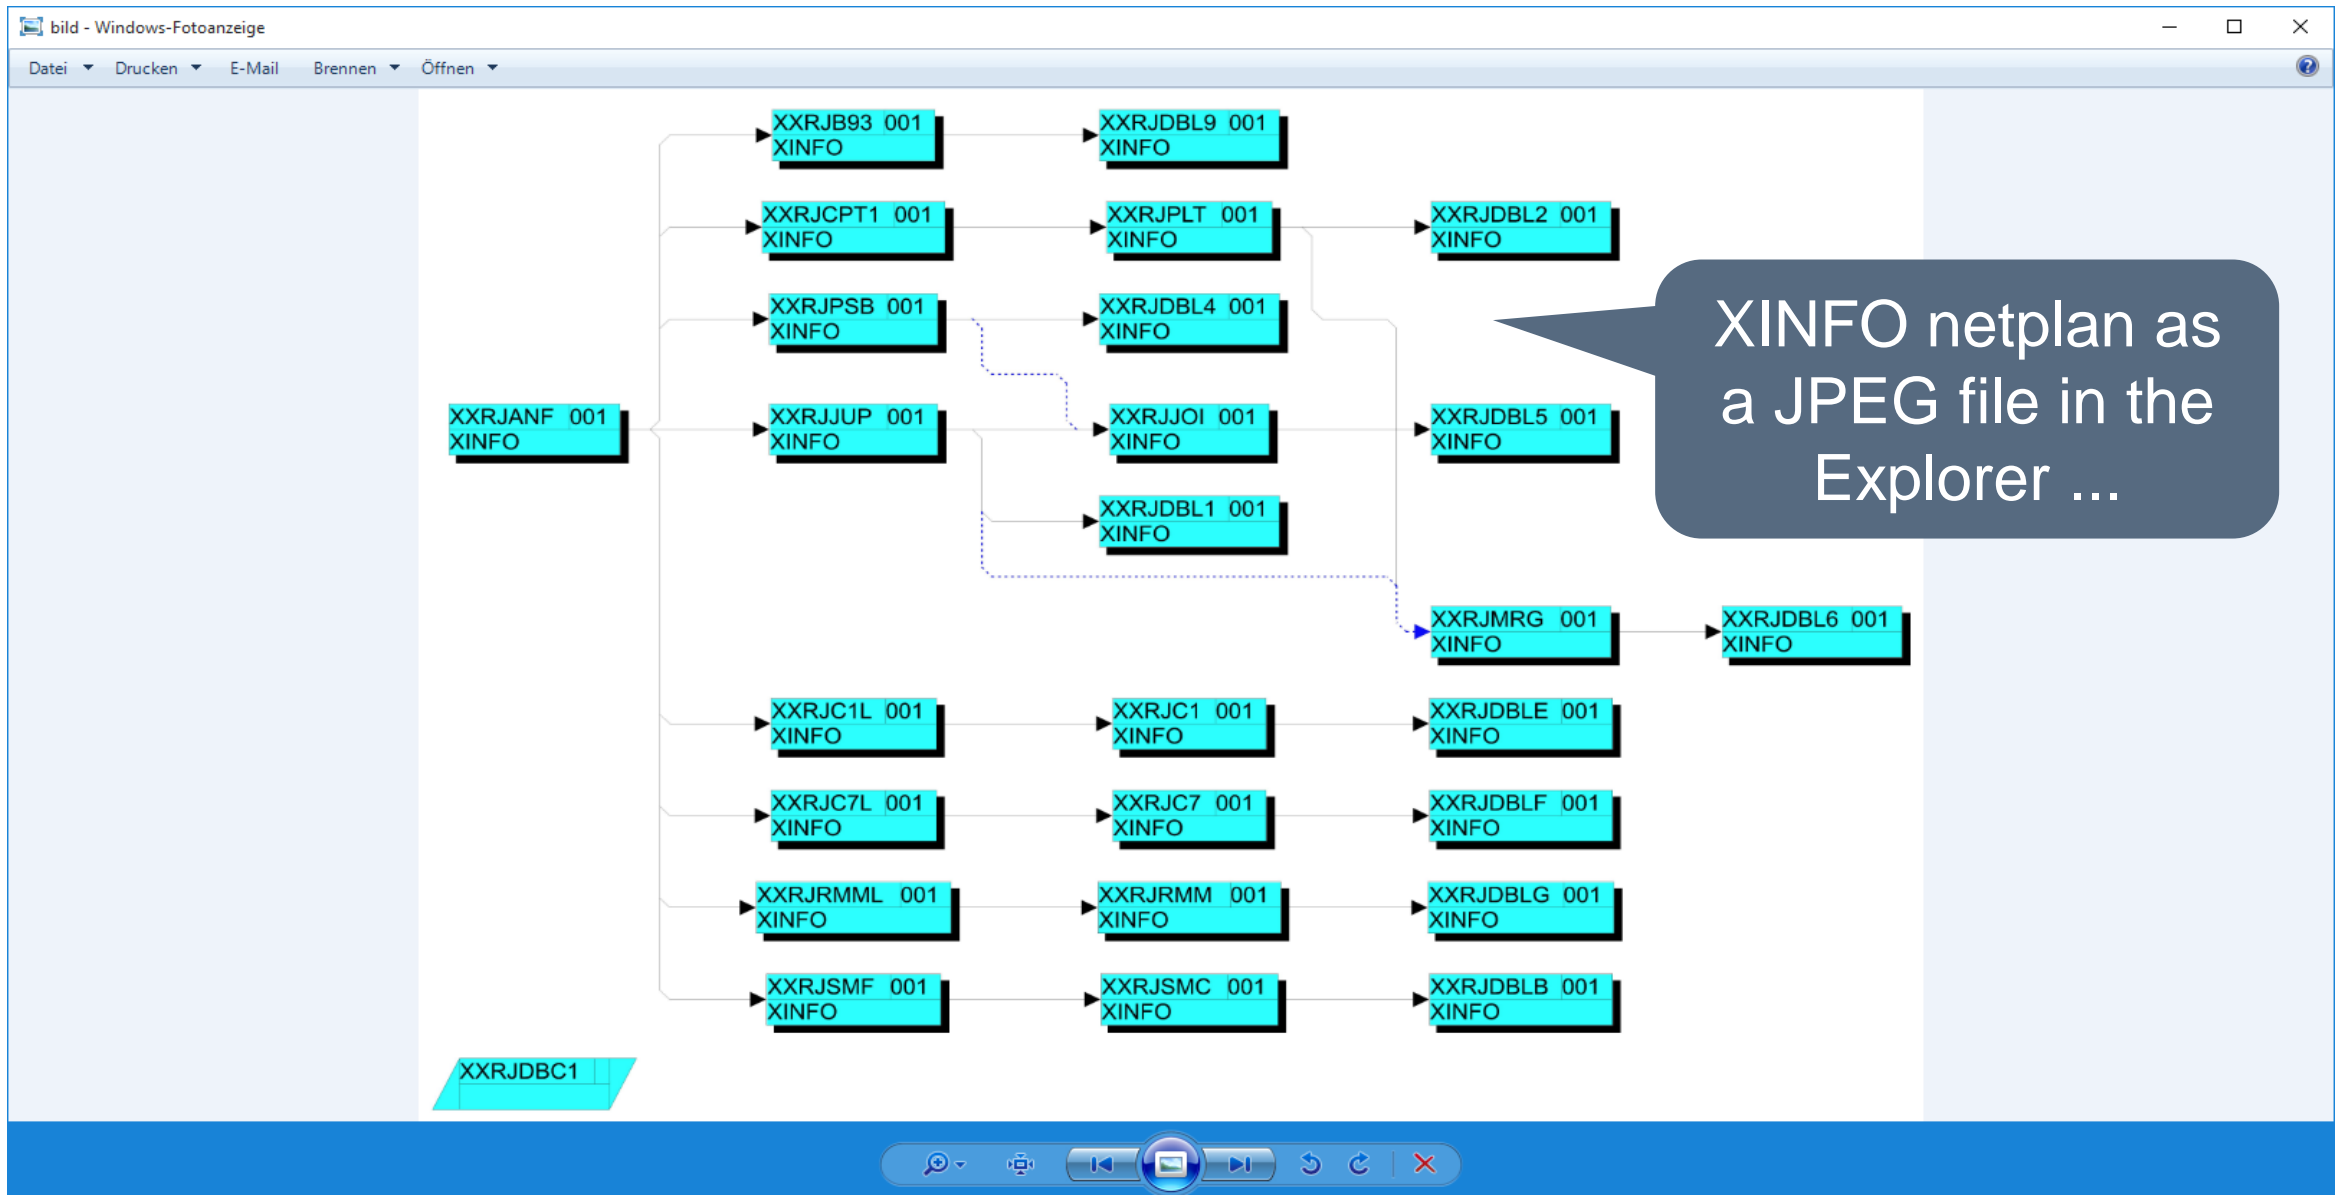 bild - Windows-Fotoanzeige
Datei Drucken E-Mail Brennen Öffnen
XXRJB93 001
XINFO
XXRJDBL9 001
XINFO
XXRJCPT1 001
XINFO
XXRJPLT 001
XINFO
XXRJDBL2 001
XINFO
XXRJPSB 001
XINFO
XXRJDBL4 001
XINFO
XINFO netplan as
a JPEG file in the
Explorer ...
XXRJANF 001
XINFO
XXRJJUP 001
XINFO
XXRJJOI 001
XINFO
XXRJDBL5 001
XINFO
XXRJDBL1 001
XINFO
XXRJMRG 001
XINFO
XXRJDBL6 001
XINFO
XXRJC1L 001
XINFO
XXRJC1 001
XINFO
XXRJDBLE 001
XINFO
XXRJC7L 001
XINFO
XXRJC7 001
XINFO
XXRJDBLF 001
XINFO
XXRJRMML 001
XINFO
XXRJRMM 001
XINFO
XXRJDBLG 001
XINFO
XXRJSMF 001
XINFO
XXRJSMC 001
XINFO
XXRJDBLB 001
XINFO
XXRJDBC1